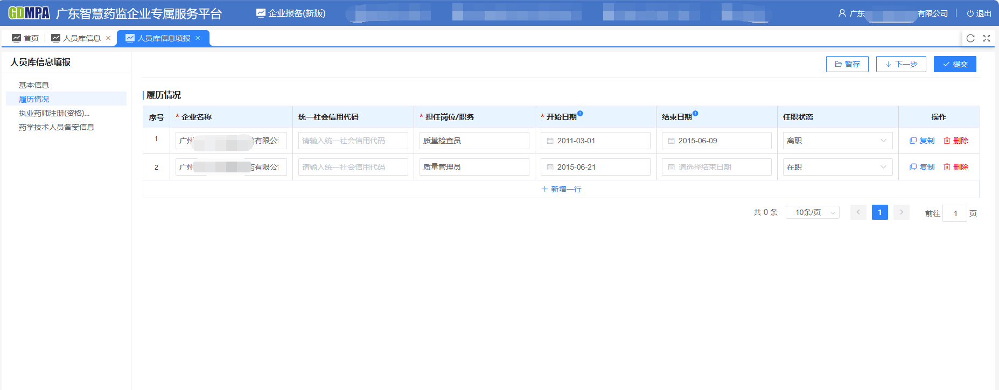 GDMPA 广东智慧药监企业专属服务平台 企业报备(新版) 广东 有限公司 退出
首页 人员库信息 × 人员库信息填报 ×
人员库信息填报
基本信息
履历情况
执业药师注册(资格)...
药学技术人员备案信息
暂存 下一步 提交
履历情况
序号 * 企业名称 统一社会信用代码 * 担任岗位/职务 * 开始日期 结束日期 任职状态 操作
1 广州 有限公 请输入统一社会信用代码 质量检查员 2011-03-01 2015-06-09 离职 复制 删除
2 广州 药有限公 请输入统一社会信用代码 质量管理员 2015-06-21 请选择结束日期 在职 复制 删除
+ 新增一行
共 0 条 10条/页 < 1 > 前往 1 页